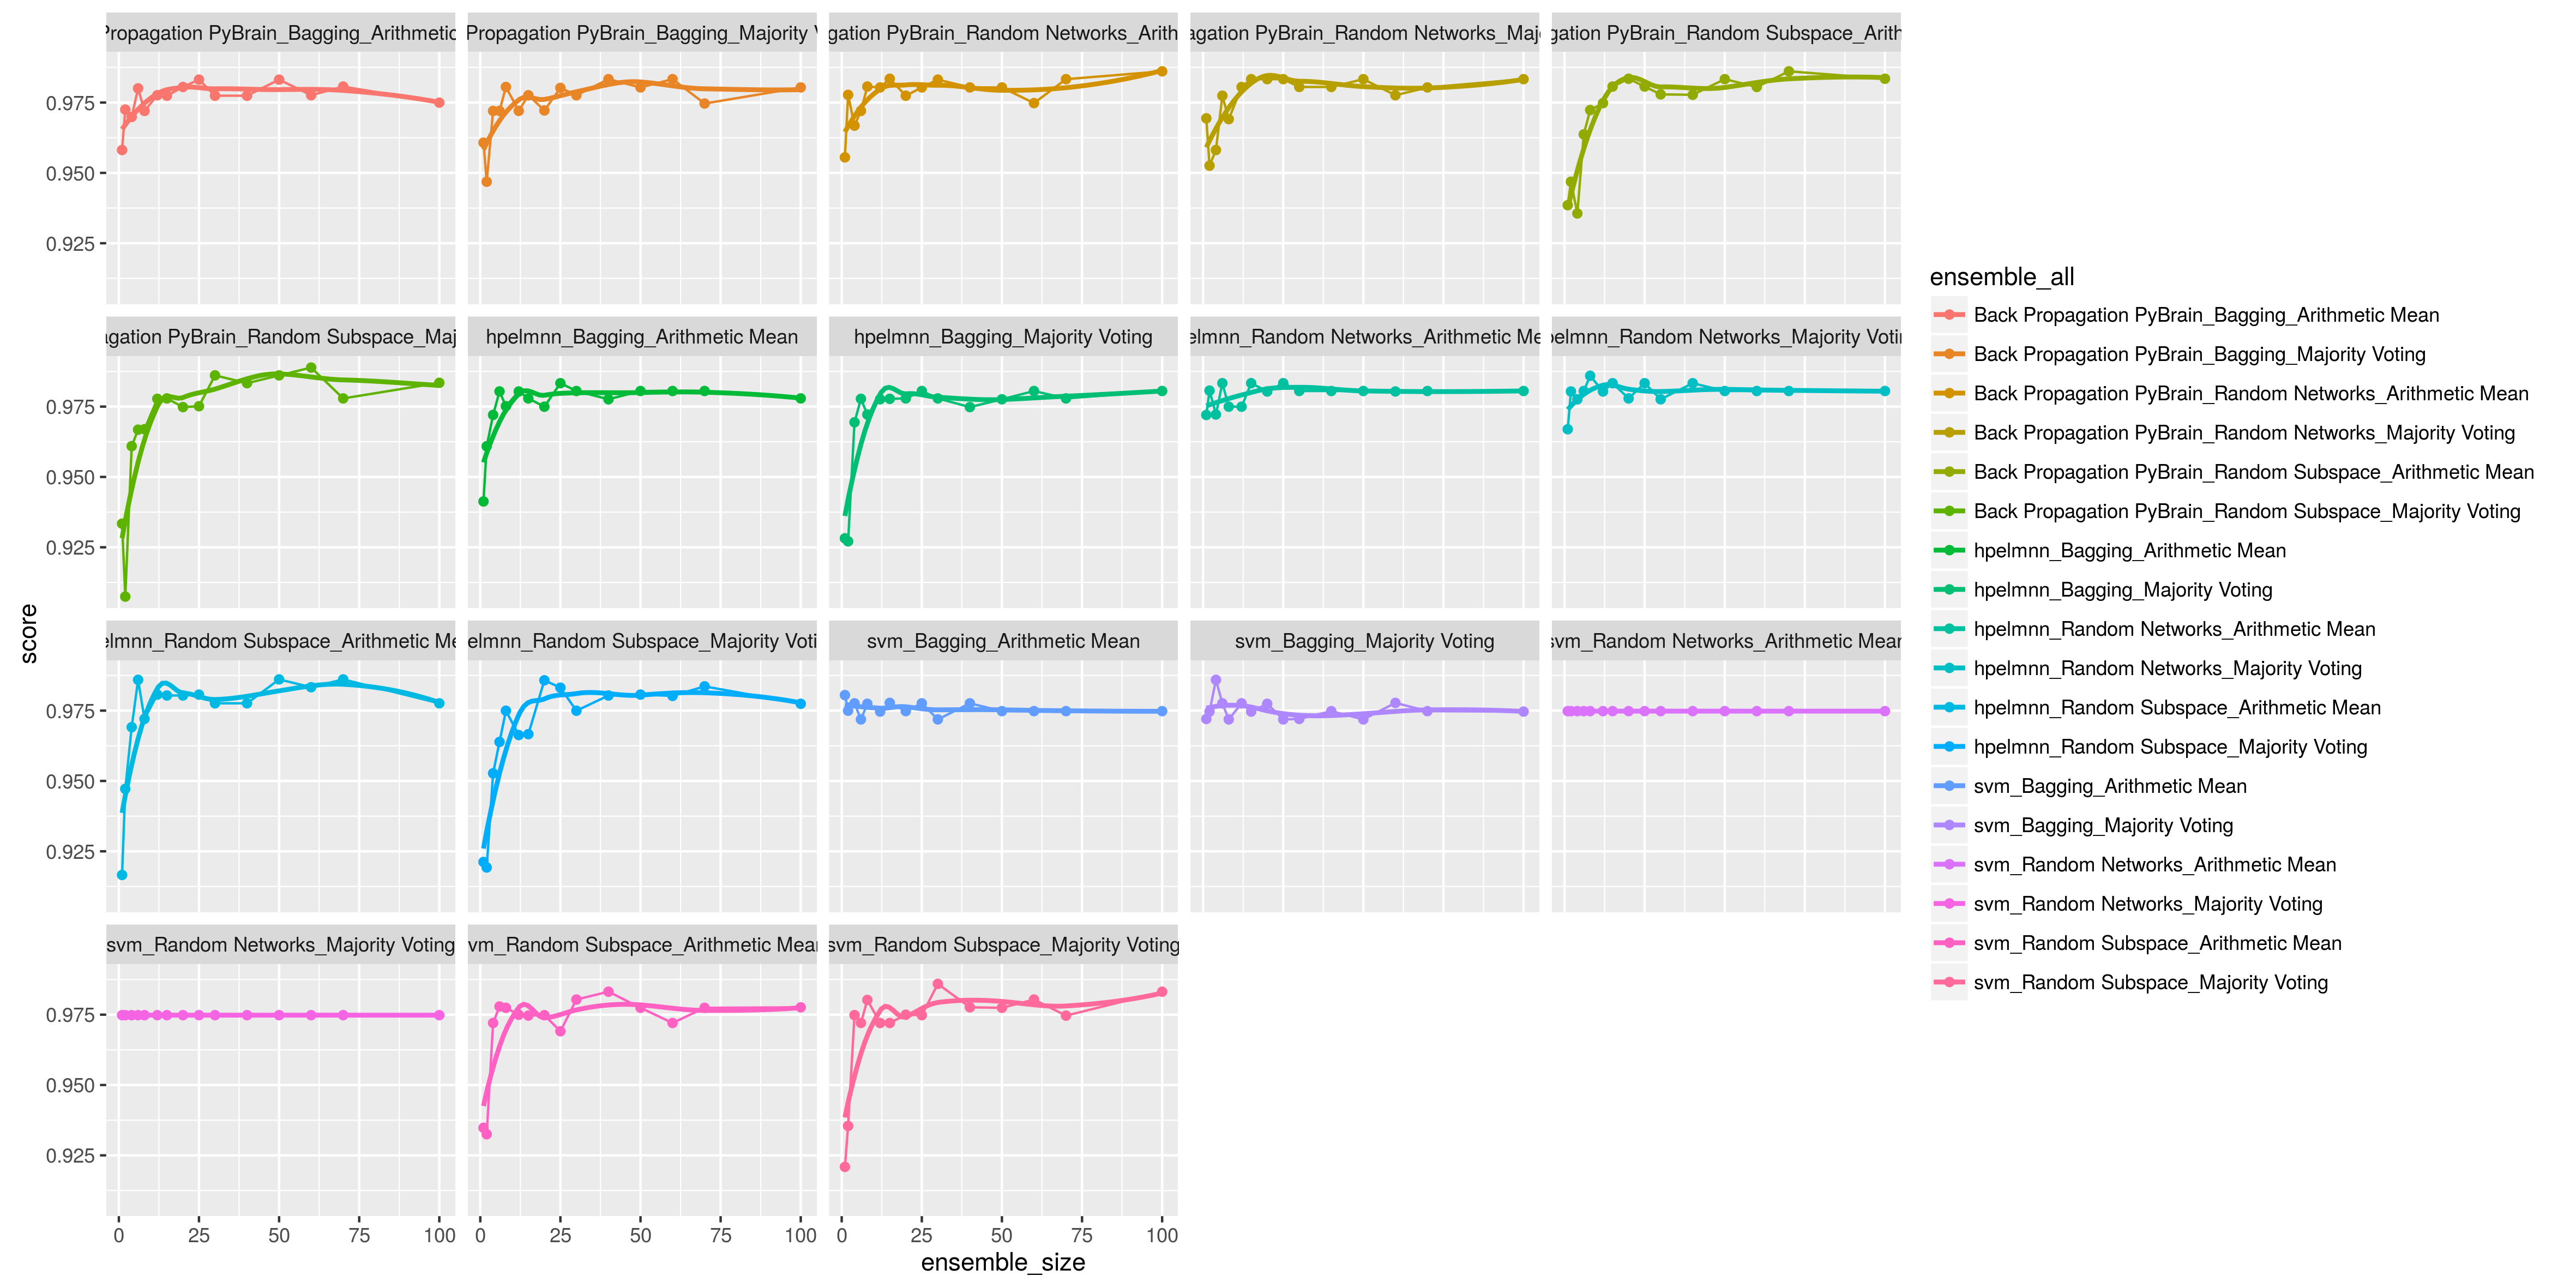 Propagation PyBrain_Bagging_Arithmetic
Propagation PyBrain_Bagging_Majority V
gation PyBrain_Random Networks_Arith
agation PyBrain_Random Networks_Maj
gation PyBrain_Random Subspace_Arith
0.975
0.950
0.925
agation PyBrain_Random Subspace_Maj
hpelmnn_Bagging_Arithmetic Mean
hpelmnn_Bagging_Majority Voting
elmnn_Random Networks_Arithmetic Me
pelmnn_Random Networks_Majority Votin
0.975
0.950
0.925
elmnn_Random Subspace_Arithmetic Me
elmnn_Random Subspace_Majority Voti
svm_Bagging_Arithmetic Mean
svm_Bagging_Majority Voting
svm_Random Networks_Arithmetic Mean
0.975
0.950
0.925
svm_Random Networks_Majority Voting
vm_Random Subspace_Arithmetic Mean
svm_Random Subspace_Majority Voting
0.975
0.950
0.925
0 25 50 75 100
0 25 50 75 100
0 25 50 75 100
ensemble_size
score
ensemble_all
Back Propagation PyBrain_Bagging_Arithmetic Mean
Back Propagation PyBrain_Bagging_Majority Voting
Back Propagation PyBrain_Random Networks_Arithmetic Mean
Back Propagation PyBrain_Random Networks_Majority Voting
Back Propagation PyBrain_Random Subspace_Arithmetic Mean
Back Propagation PyBrain_Random Subspace_Majority Voting
hpelmnn_Bagging_Arithmetic Mean
hpelmnn_Bagging_Majority Voting
hpelmnn_Random Networks_Arithmetic Mean
hpelmnn_Random Networks_Majority Voting
hpelmnn_Random Subspace_Arithmetic Mean
hpelmnn_Random Subspace_Majority Voting
svm_Bagging_Arithmetic Mean
svm_Bagging_Majority Voting
svm_Random Networks_Arithmetic Mean
svm_Random Networks_Majority Voting
svm_Random Subspace_Arithmetic Mean
svm_Random Subspace_Majority Voting